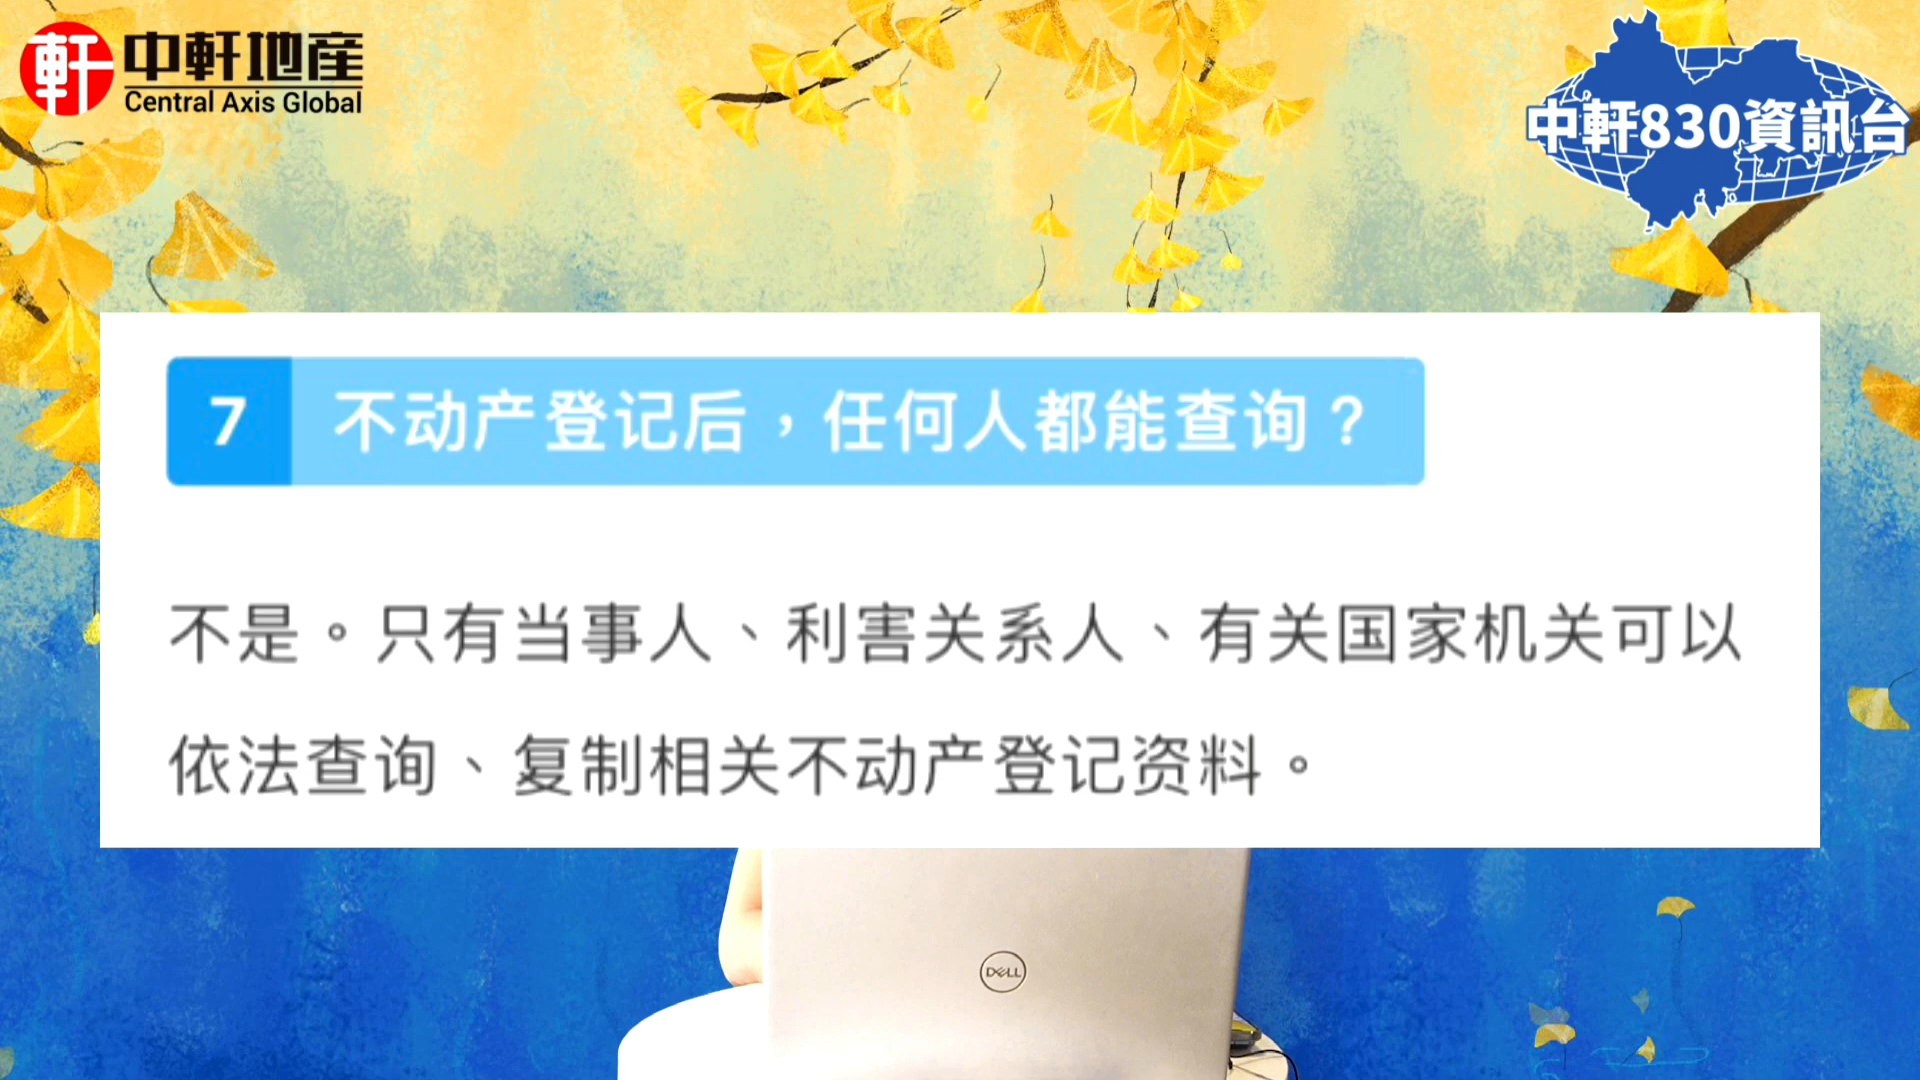 軒 中軒地産
Central Axis Global
中軒830資訊台
7 不动产登记后，任何人都能查询？
不是。只有当事人、利害关系人、有关国家机关可以
依法查询、复制相关不动产登记资料。
DELL